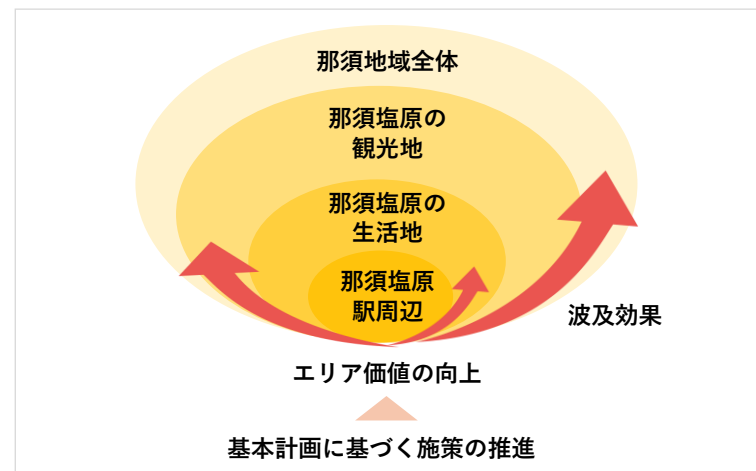 那須地域全体
那須塩原の
観光地
那須塩原の
生活地
那須塩原
駅周辺
波及効果
エリア価値の向上
基本計画に基づく施策の推進